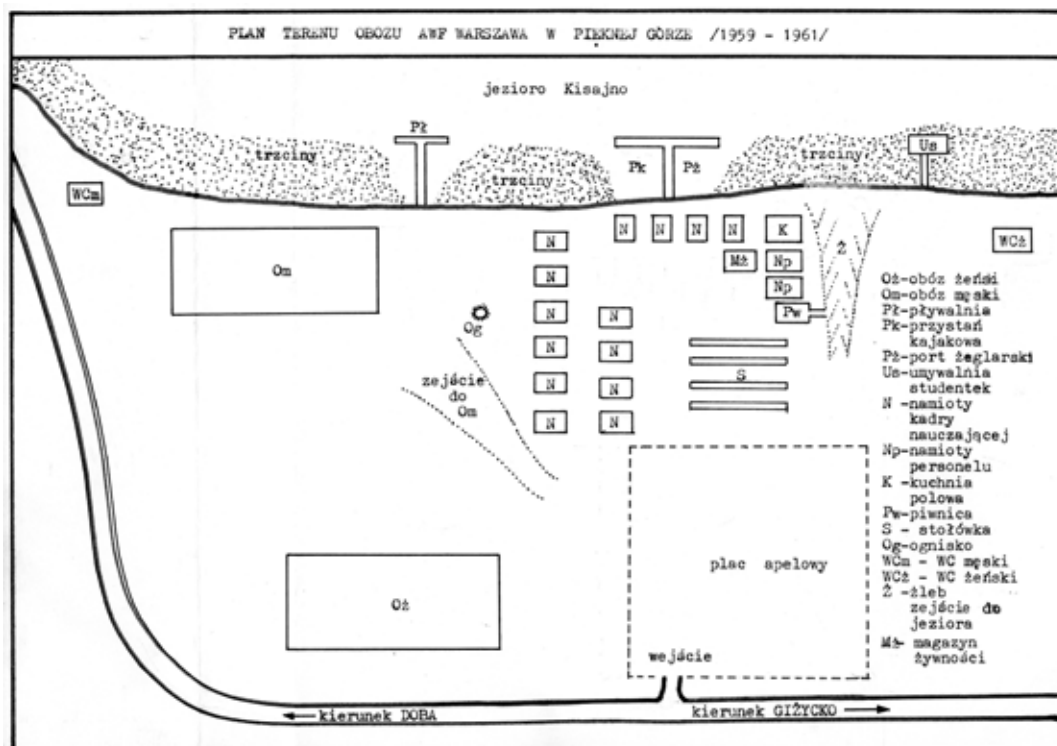 PLAN TERENU OBOZU AWF WARSZAWA W PIĘKNEJ GÓRZE /1959 - 1961/
jezioro Kisajno
Pł
trzciny
trzciny
Pk
Pż
trzciny
Us
WCm
Om
N
N
N
N
N
K
Ż
WCż
N
Mż
Np
Np
N
N
Pw
Og
N
N
S
zejście
do
Om
N
N
N
N
plac apelowy
Oż
wejście
Oż-obóz żeński
Om-obóz męski
Pł-pływalnia
Pk-przystań
kajakowa
Pż-port żeglarski
Us-umywalnia
studentek
N -namioty
kadry
nauczającej
Np-namioty
personelu
K -kuchnia
polowa
Pw-piwnica
S - stołówka
Og-ognisko
WCm - WC męski
WCż - WC żeński
Ż -żleb
zejście do
jeziora
Mż- magazyn
żywności
kierunek DOBA
kierunek GIŻYCKO